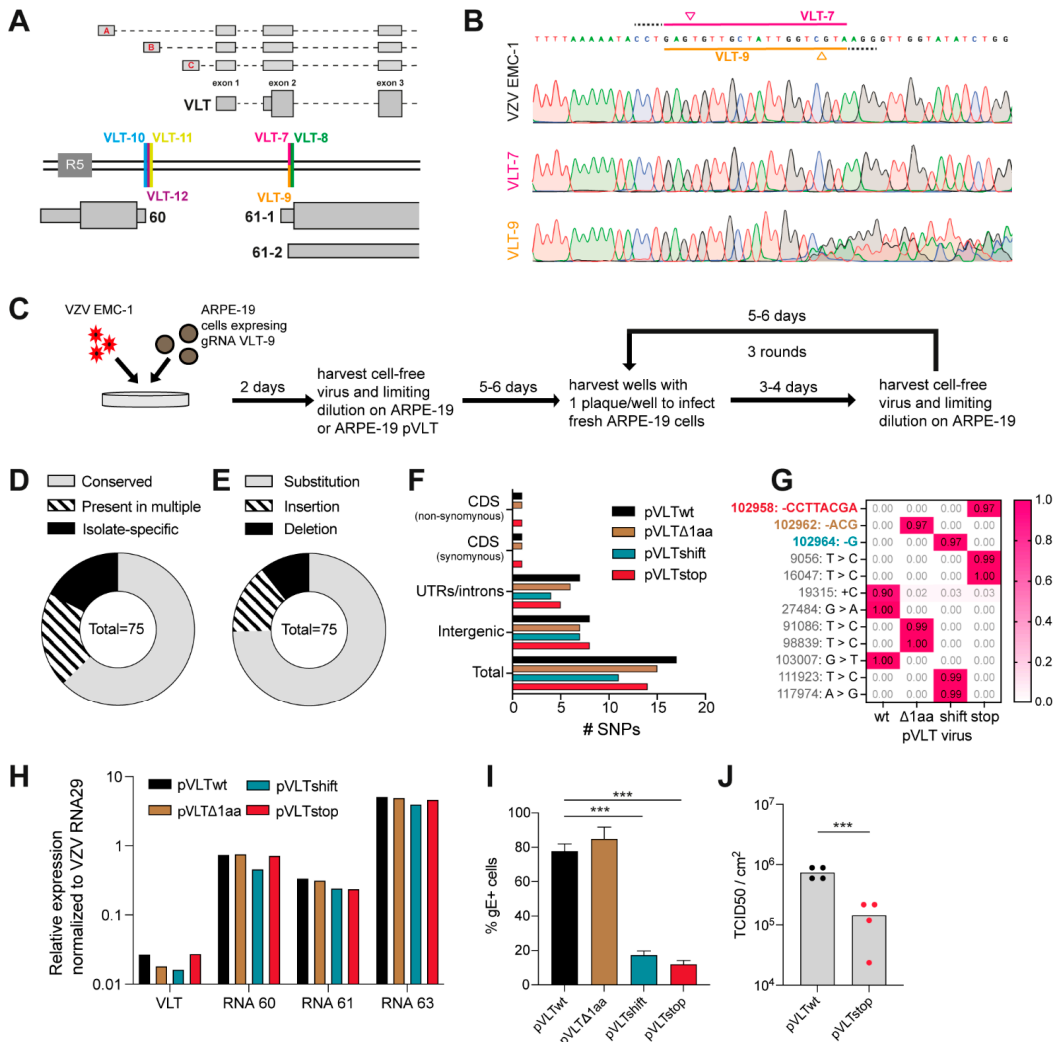 A
A
B
C
exon 1
exon 2
exon 3
VLT
VLT-10
VLT-11
VLT-7
VLT-8
R5
VLT-12
VLT-9
60
61-1
61-2
B
VLT-7
TTTTAAAAATACCTGAGTGTTGCTATTGGTCGTAAGGGTTGGTATATCTGG
VLT-9
VZV EMC-1
VLT-7
VLT-9
C
VZV EMC-1
ARPE-19
cells expresing
gRNA VLT-9
2 days
harvest cell-free
virus and limiting
dilution on ARPE-19
or ARPE-19 pVLT
5-6 days
harvest wells with
1 plaque/well to infect
fresh ARPE-19 cells
5-6 days
3 rounds
3-4 days
harvest cell-free
virus and limiting
dilution on ARPE-19
D
Conserved
Present in multiple
Isolate-specific
Total=75
E
Substitution
Insertion
Deletion
Total=75
F
CDS
(non-synomynous)
CDS
(synomynous)
UTRs/introns
Intergenic
Total
pVLTwt
pVLTΔ1aa
pVLTshift
pVLTstop
0 5 10 15 20
# SNPs
G
102958: -CCTTACGA 0.00 0.00 0.00 0.97
102962: -ACG 0.00 0.97 0.00 0.00
102964: -G 0.00 0.00 0.97 0.00
9056: T > C 0.00 0.00 0.00 0.99
16047: T > C 0.00 0.00 0.00 1.00
19315: +C 0.90 0.02 0.03 0.03
27484: G > A 1.00 0.00 0.00 0.00
91086: T > C 0.00 0.99 0.00 0.00
98839: T > C 0.00 1.00 0.00 0.00
103007: G > T 1.00 0.00 0.00 0.00
111923: T > C 0.00 0.00 0.99 0.00
117974: A > G 0.00 0.00 0.99 0.00
wt Δ1aa shift stop
pVLT virus
1.0
0.8
0.6
0.4
0.2
0.0
H
Relative expression
normalized to VZV RNA29
10
1
0.1
0.01
pVLTwt
pVLTΔ1aa
pVLTshift
pVLTstop
VLT RNA 60 RNA 61 RNA 63
I
% gE+ cells
100
80
60
40
20
0
***
***
pVLTwt
pVLTΔ1aa
pVLTshift
pVLTstop
J
TCID50 / cm2
10^7
10^6
10^5
10^4
***
pVLTwt
pVLTstop